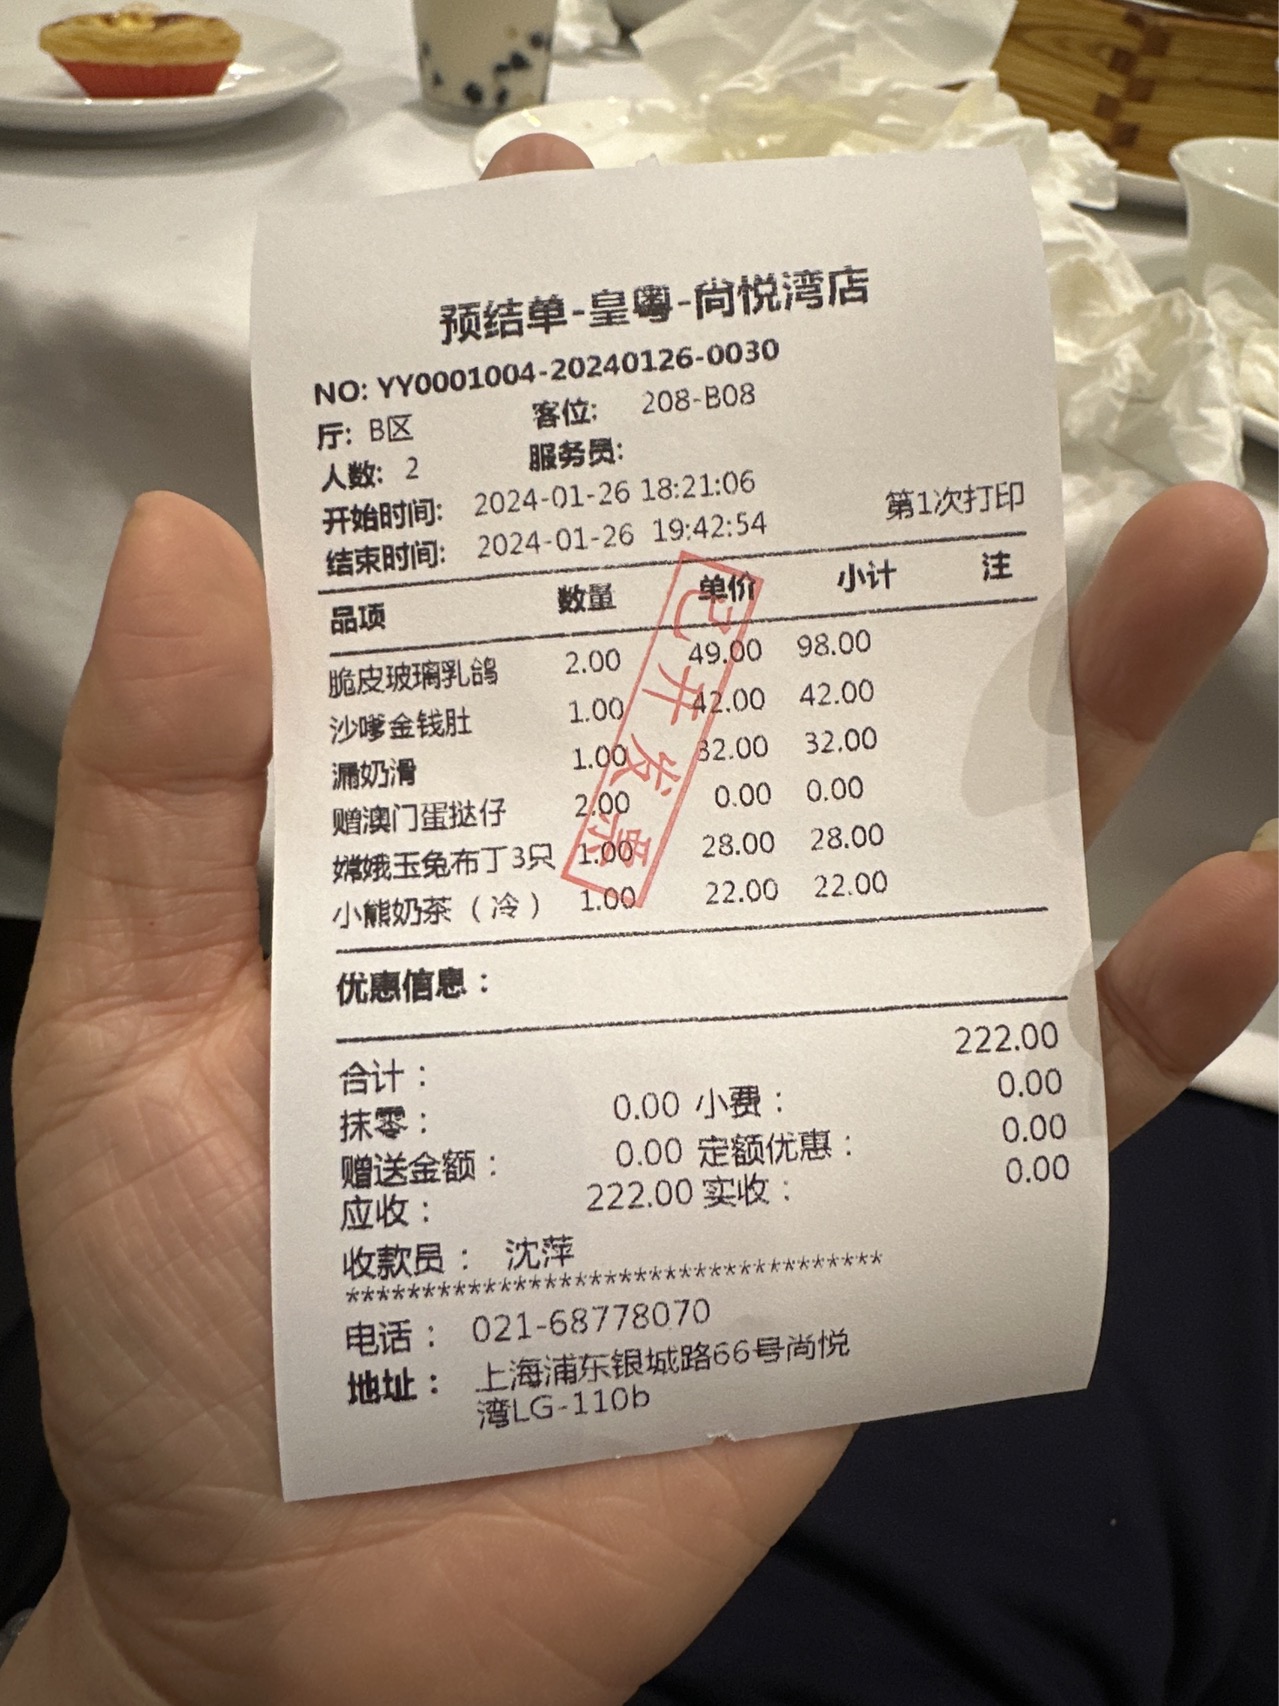 预结单-皇粤-尚悦湾店
NO: YY0001004-20240126-0030
厅: B区 客位: 208-B08
人数: 2 服务员:
开始时间: 2024-01-26 18:21:06
结束时间: 2024-01-26 19:42:54 第1次打印
品项 数量 单价 小计 注
脆皮玻璃乳鸽 2.00 49.00 98.00
沙嗲金钱肚 1.00 42.00 42.00
漏奶滑 1.00 32.00 32.00
赠澳门蛋挞仔 2.00 0.00 0.00
嫦娥玉兔布丁3只 1.00 28.00 28.00
小熊奶茶（冷） 1.00 22.00 22.00
已开发票
优惠信息：
合计： 222.00
抹零： 0.00 小费： 0.00
赠送金额： 0.00 定额优惠： 0.00
应收： 222.00 实收： 0.00
收款员： 沈萍
***********************************
电话： 021-68778070
地址： 上海浦东银城路66号尚悦
湾LG-110b